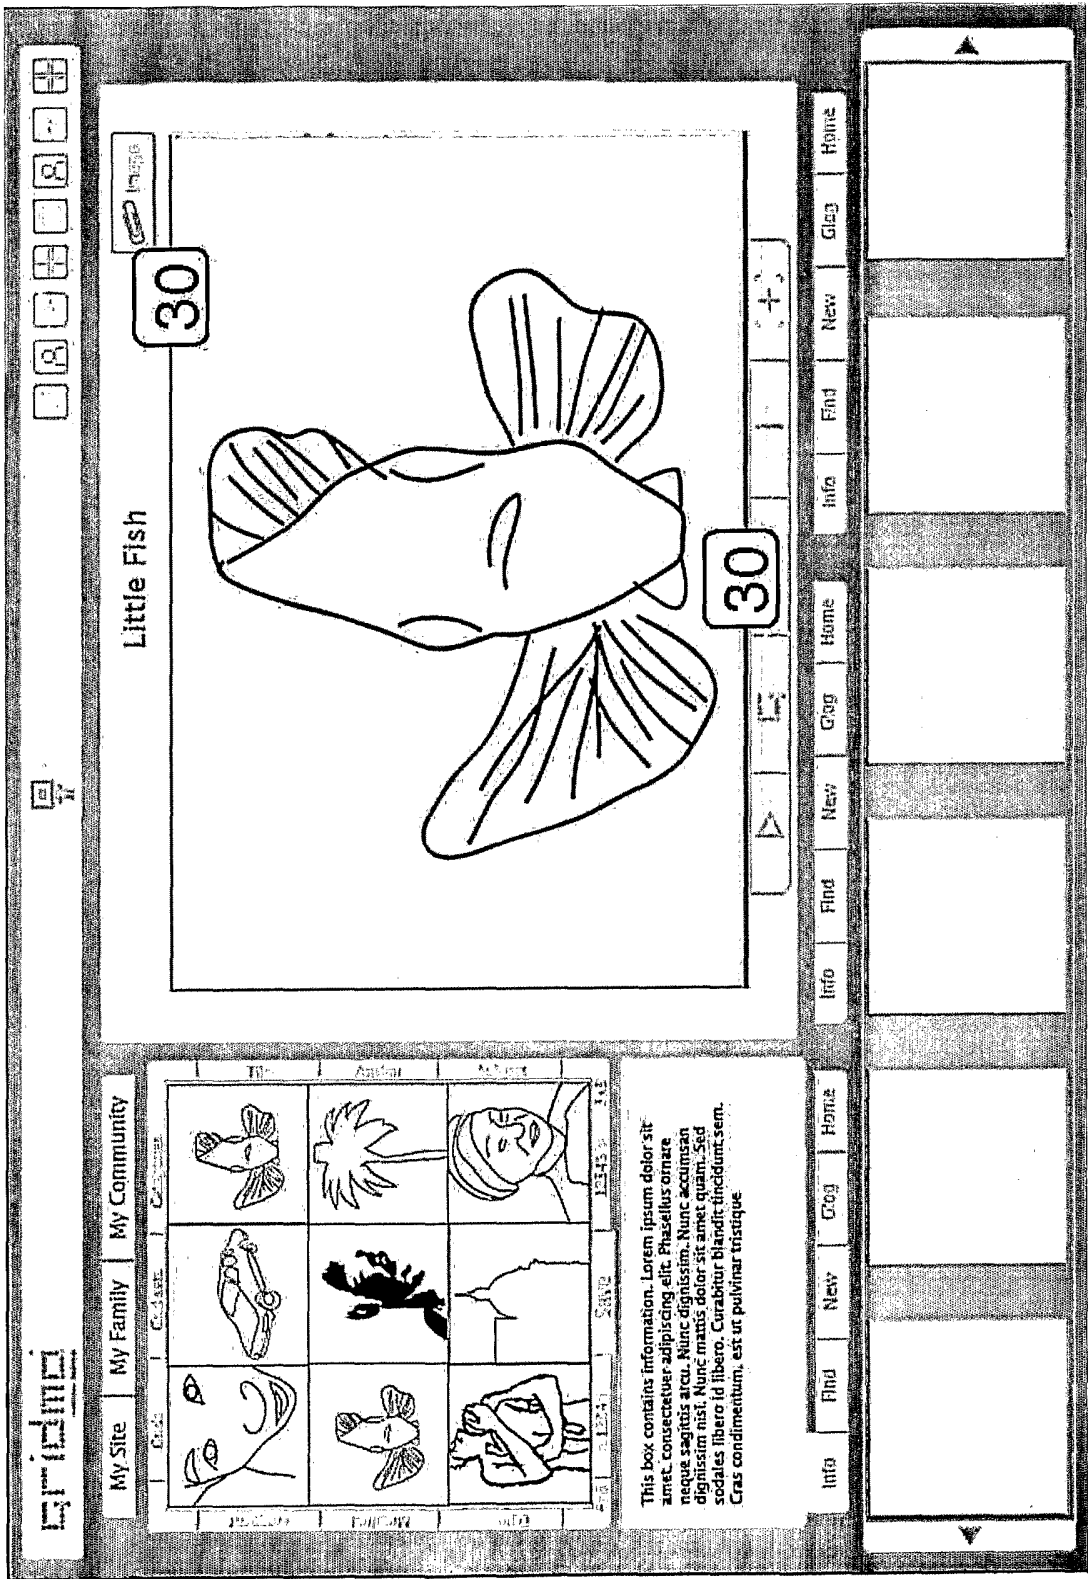 gridmo
My Site
My Family
My Community
Little Fish
Image
30
30
This box contains information. Lorem ipsum dolor sit
amet, consectetuer adipiscing elit. Phasellus ornare
neque sagittis arcu. Nunc dignissim. Nunc accumsan
dignissim nisl. Nunc mattis dolor sit amet quam. Sed
sodales libero id libero. Curabitur blandit tincidunt sem.
Cras condimentum, est ut pulvinar tristique
Info Find New Glog Home
Info Find New Glog Home
Info Find New Glog Home